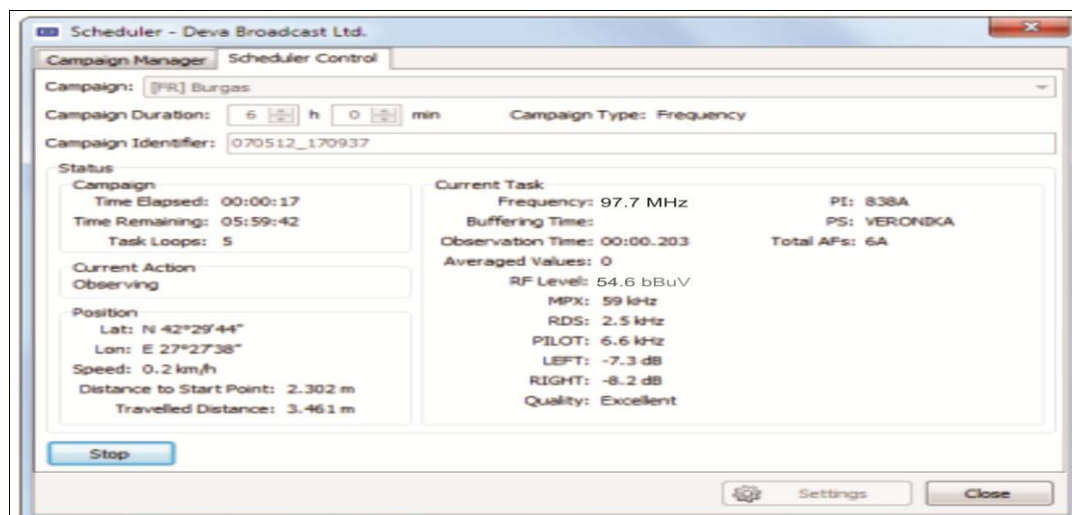 Scheduler - Deva Broadcast Ltd.
Campaign Manager Scheduler Control
Campaign: [FR] Burgas
Campaign Duration: 6 h 0 min Campaign Type: Frequency
Campaign Identifier: 070512_170937
Status
Campaign
Time Elapsed: 00:00:17
Time Remaining: 05:59:42
Task Loops: 5
Current Action
Observing
Position
Lat: N 42°29'44"
Lon: E 27°27'38"
Speed: 0.2 km/h
Distance to Start Point: 2.302 m
Travelled Distance: 3.461 m
Current Task
Frequency: 97.7 MHz
Buffering Time:
Observation Time: 00:00.203
Averaged Values: 0
RF Level: 54.6 bBuV
MPX: 59 kHz
RDS: 2.5 kHz
PILOT: 6.6 kHz
LEFT: -7.3 dB
RIGHT: -8.2 dB
Quality: Excellent
PI: 838A
PS: VERONIKA
Total AFs: 6A
Stop
Settings Close